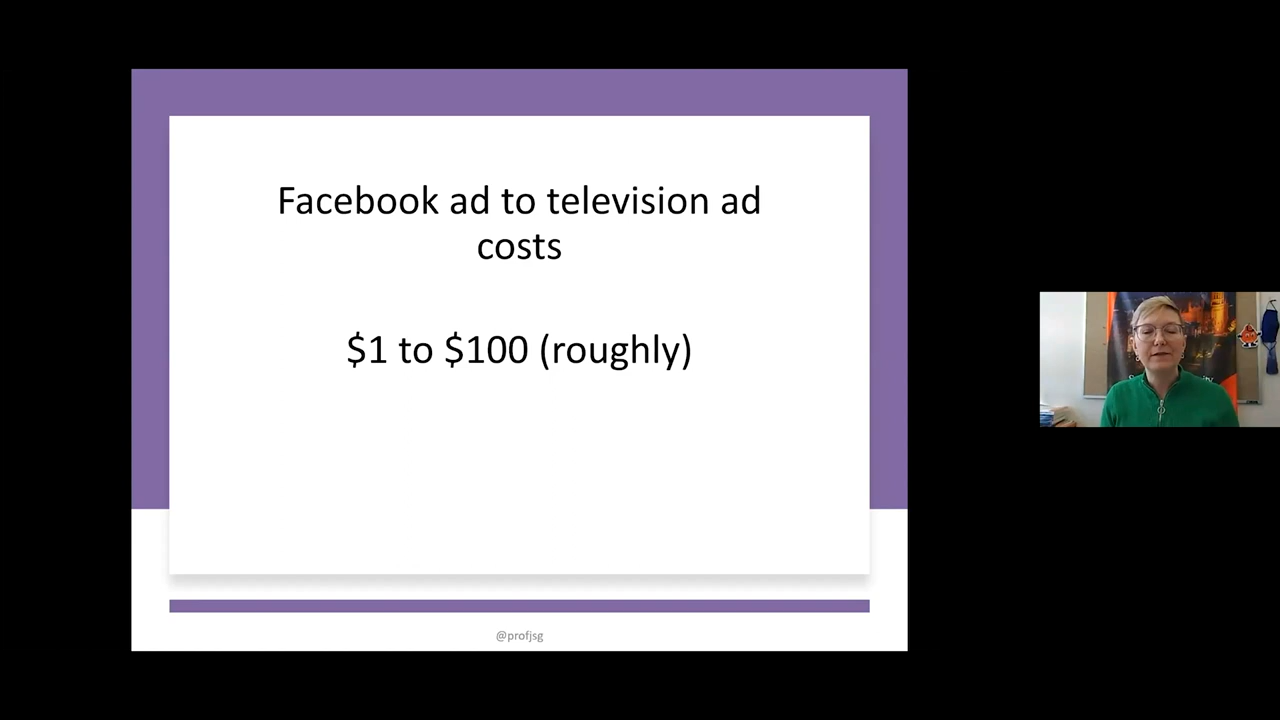 Facebook ad to television ad
costs
$1 to $100 (roughly)
@profjsg